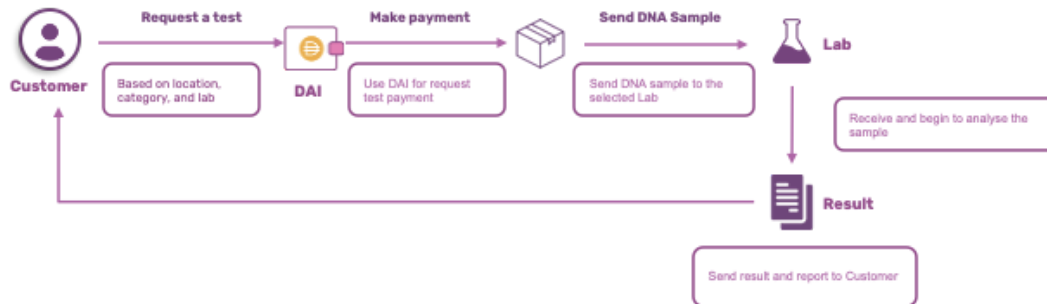 Request a test
Make payment
Send DNA Sample
Customer
DAI
Lab
Based on location,
category, and lab
Use DAI for request
test payment
Send DNA sample to the
selected Lab
Receive and begin to analyse the
sample
Result
Send result and report to Customer